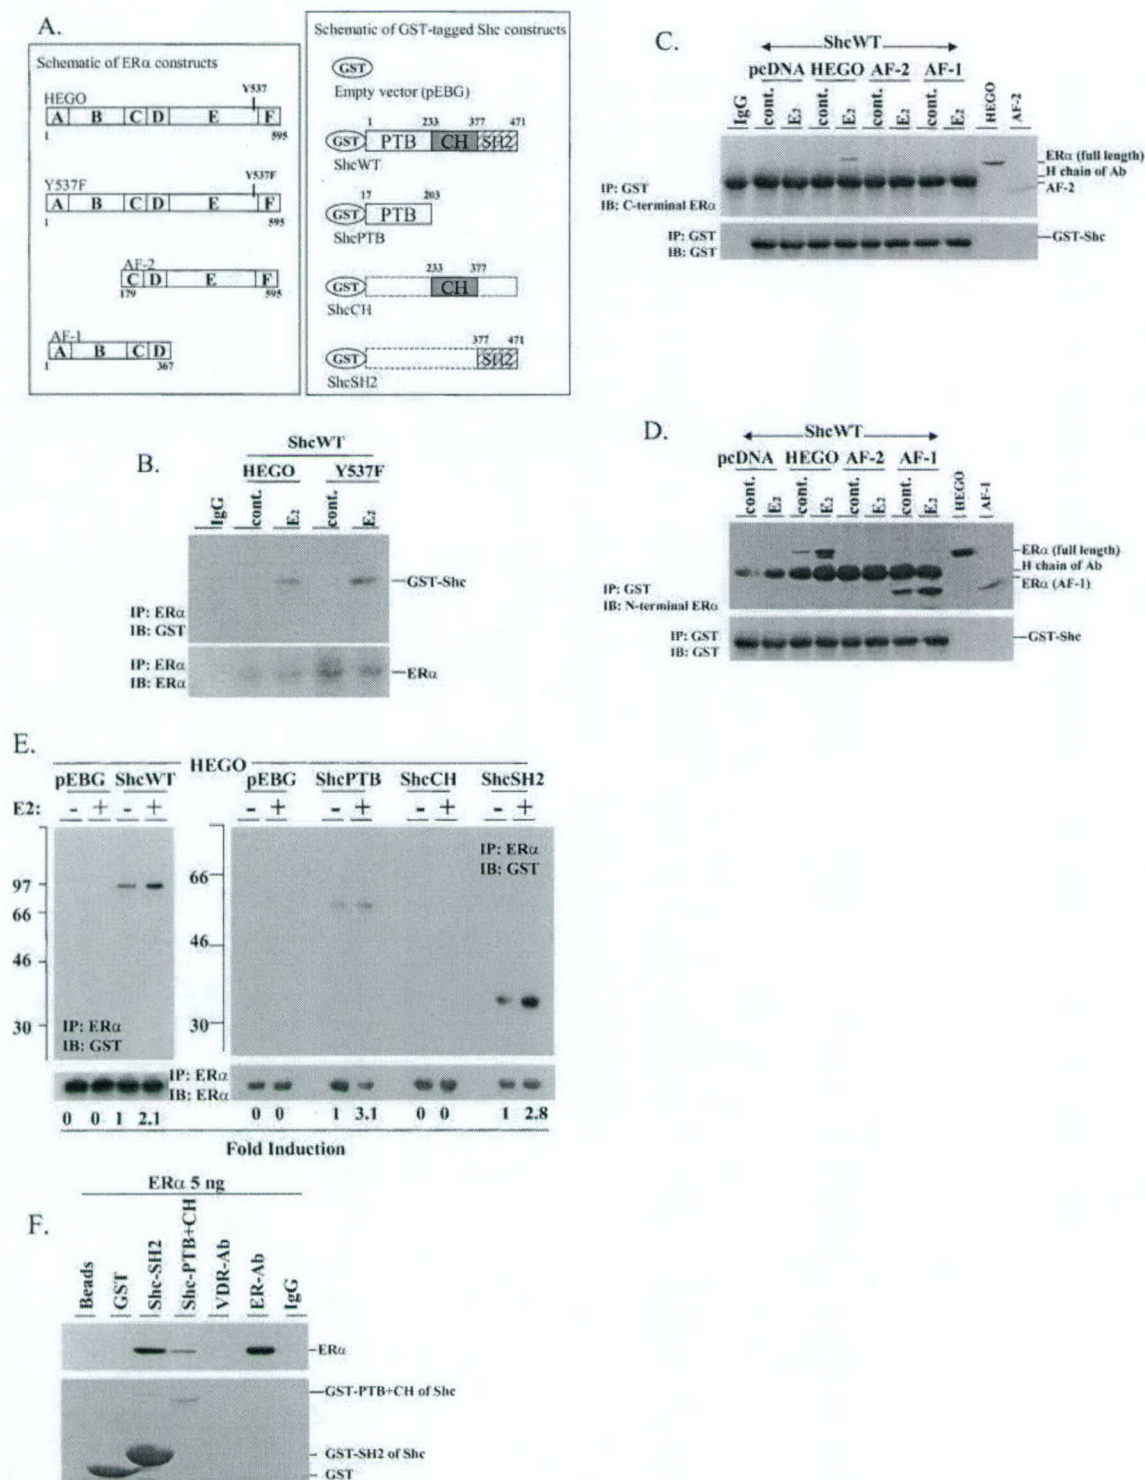 A.
Schematic of ERα constructs
HEGO
Y537
A B C D E F
1 595
Y537F
Y537F
A B C D E F
1 595
AF-2
C D E F
179 595
AF-1
A B C D
1 367
Schematic of GST-tagged Shc constructs
GST
Empty vector (pEBG)
1 233 377 471
GST PTB CH SH2
ShcWT
17 203
GST PTB
ShcPTB
233 377
GST CH
ShcCH
377 471
GST SH2
ShcSH2
B.
ShcWT
HEGO Y537F
IgG cont. E₂ cont. E₂
GST-Shc
IP: ERα
IB: GST
IP: ERα
IB: ERα
ERα
C.
ShcWT
pcDNA HEGO AF-2 AF-1
IgG cont. E₂ cont. E₂ cont. E₂ cont. E₂ HEGO AF-2
ERα (full length)
H chain of Ab
AF-2
IP: GST
IB: C-terminal ERα
IP: GST
IB: GST
GST-Shc
D.
ShcWT
pcDNA HEGO AF-2 AF-1
cont. E₂ cont. E₂ cont. E₂ cont. E₂ HEGO AF-1
ERα (full length)
H chain of Ab
ERα (AF-1)
IP: GST
IB: N-terminal ERα
IP: GST
IB: GST
GST-Shc
E.
HEGO
pEBG ShcWT pEBG ShcPTB ShcCH ShcSH2
E2: - + - + - + - + - + - +
97
66
46
30
IP: ERα
IB: GST
66
46
30
IP: ERα
IB: GST
IP: ERα
IB: ERα
0 0 1 2.1 0 0 1 3.1 0 0 1 2.8
Fold Induction
F.
ERα 5 ng
Beads GST Shc-SH2 Shc-PTB+CH VDR-Ab ER-Ab IgG
ERα
GST-PTB+CH of Shc
GST-SH2 of Shc
GST